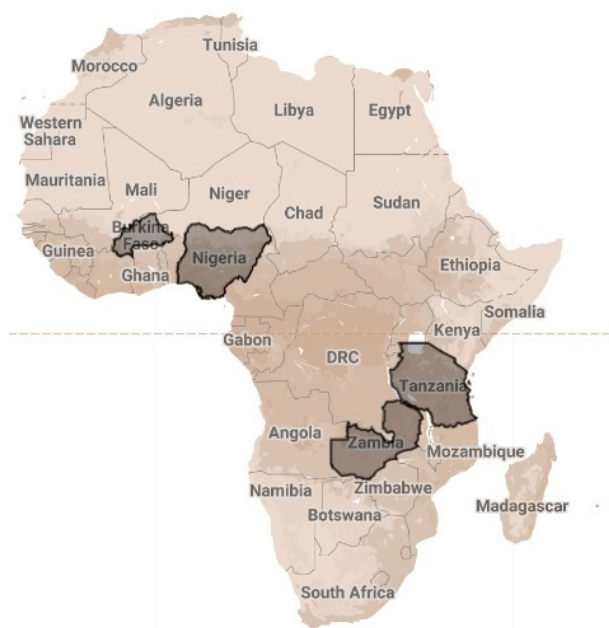 Tunisia
Morocco
Algeria
Libya
Egypt
Western
Sahara
Mauritania
Mali
Niger
Chad
Sudan
Burkina
Faso
Guinea
Ghana
Nigeria
Ethiopia
Somalia
Kenya
Gabon
DRC
Tanzania
Angola
Zambia
Mozambique
Zimbabwe
Namibia
Botswana
Madagascar
South Africa